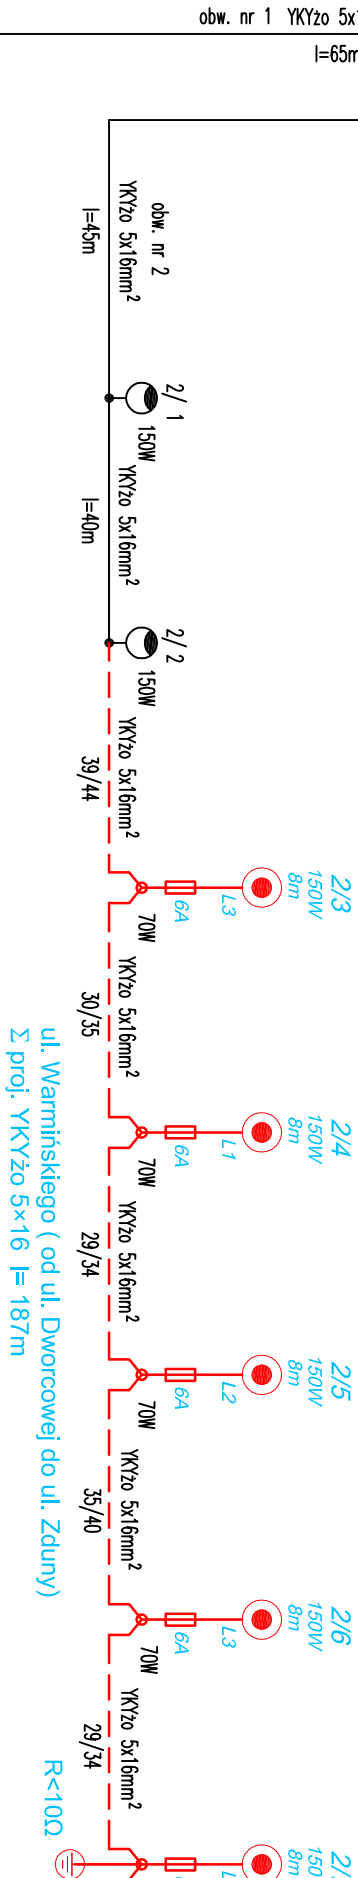 obw. nr 1 YKYżo 5x1
l=65m
obw. nr 2
YKYżo 5x16mm²
l=45m
2/ 1
150W
YKYżo 5x16mm²
l=40m
2/ 2
150W
YKYżo 5x16mm²
39/44
2/3
150W
8m
L3
6A
70W
YKYżo 5x16mm²
30/35
2/4
150W
8m
L1
6A
70W
YKYżo 5x16mm²
29/34
2/5
150W
8m
L2
6A
70W
YKYżo 5x16mm²
35/40
2/6
150W
8m
L3
6A
70W
YKYżo 5x16mm²
29/34
2/
150
8m
L
ul. Warmińskiego ( od ul. Dworcowej do ul. Zduny)
Σ proj. YKYżo 5×16 l= 187m
R<10Ω